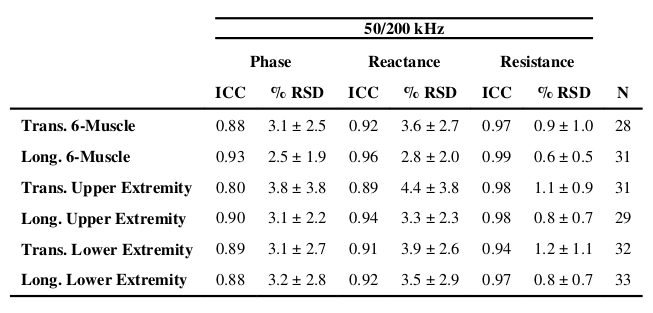 50/200 kHz
Phase Reactance Resistance
ICC % RSD ICC % RSD ICC % RSD N
Trans. 6-Muscle 0.88 3.1 ± 2.5 0.92 3.6 ± 2.7 0.97 0.9 ± 1.0 28
Long. 6-Muscle 0.93 2.5 ± 1.9 0.96 2.8 ± 2.0 0.99 0.6 ± 0.5 31
Trans. Upper Extremity 0.80 3.8 ± 3.8 0.89 4.4 ± 3.8 0.98 1.1 ± 0.9 31
Long. Upper Extremity 0.90 3.1 ± 2.2 0.94 3.3 ± 2.3 0.98 0.8 ± 0.7 29
Trans. Lower Extremity 0.89 3.1 ± 2.7 0.91 3.9 ± 2.6 0.94 1.2 ± 1.1 32
Long. Lower Extremity 0.88 3.2 ± 2.8 0.92 3.5 ± 2.9 0.97 0.8 ± 0.7 33